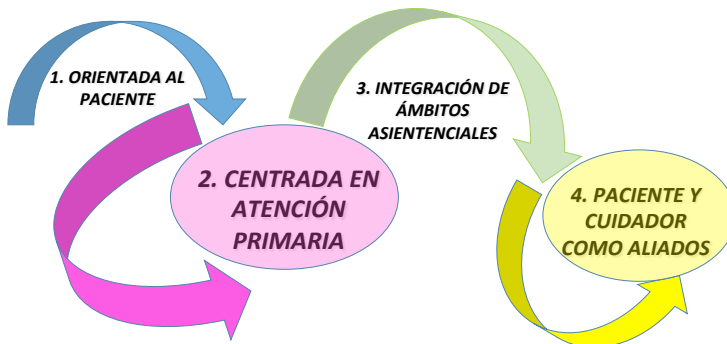 1. ORIENTADA AL
PACIENTE
2. CENTRADA EN
ATENCIÓN
PRIMARIA
3. INTEGRACIÓN DE
ÁMBITOS
ASIENTENCIALES
4. PACIENTE Y
CUIDADOR
COMO ALIADOS